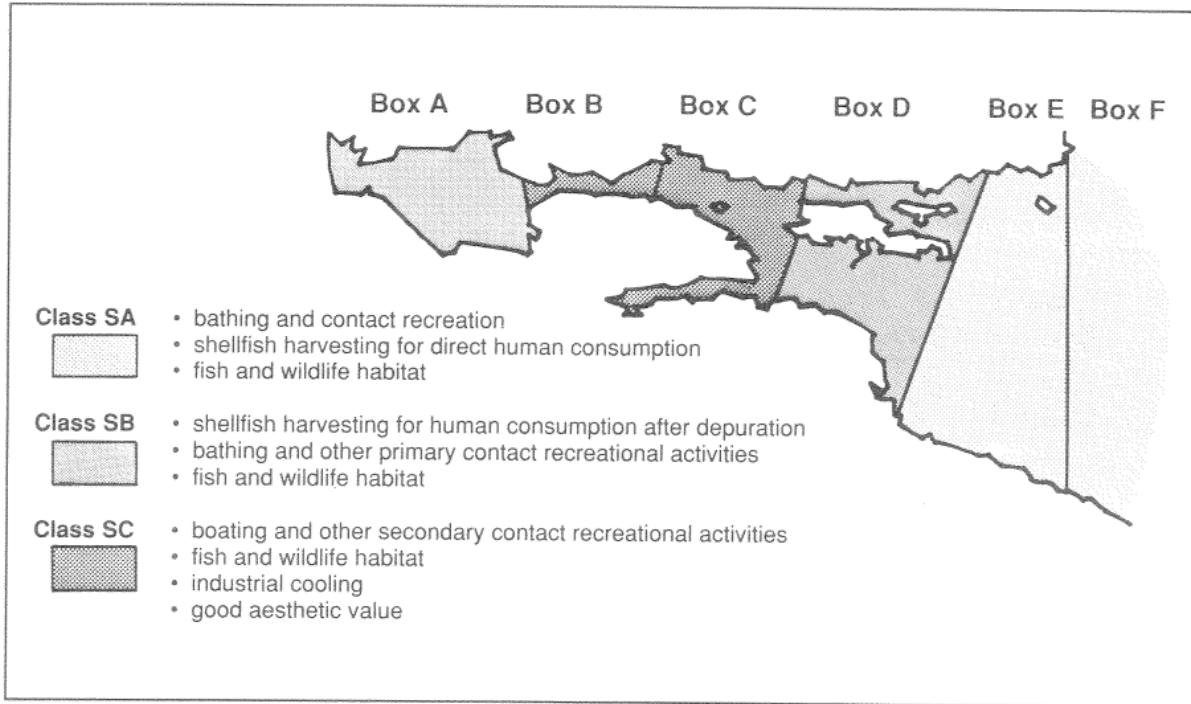 Box A Box B Box C Box D Box E Box F
Class SA
• bathing and contact recreation
• shellfish harvesting for direct human consumption
• fish and wildlife habitat
Class SB
• shellfish harvesting for human consumption after depuration
• bathing and other primary contact recreational activities
• fish and wildlife habitat
Class SC
• boating and other secondary contact recreational activities
• fish and wildlife habitat
• industrial cooling
• good aesthetic value